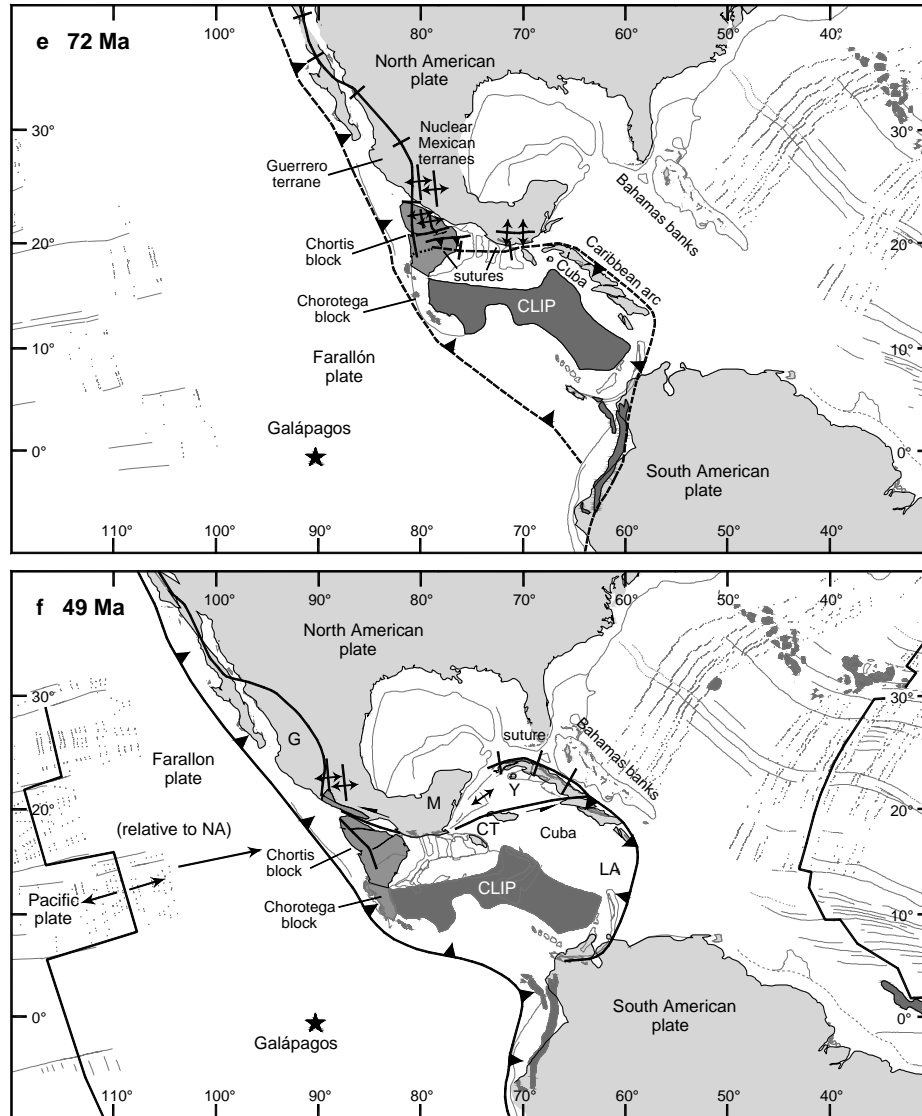 e 72 Ma
100°
90°
80°
70°
60°
50°
40°
North American
plate
Nuclear
Mexican
terranes
30°
30°
Guerrero
terrane
Bahamas banks
20°
20°
Chortis
block
sutures
Caribbean arc
Cuba
Chorotega
block
CLIP
10°
10°
Farallón
plate
Galápagos
0°
0°
South American
plate
110°
100°
90°
80°
70°
60°
50°
40°
f 49 Ma
100°
90°
80°
70°
60°
50°
40°
North American
plate
30°
30°
G
suture
Bahamas banks
Farallon
plate
M
Y
20°
20°
(relative to NA)
CT
Cuba
Chortis
block
LA
Pacific
plate
CLIP
Chorotega
block
10°
10°
0°
0°
Galápagos
South American
plate
110°
100°
90°
80°
70°
60°
50°
40°